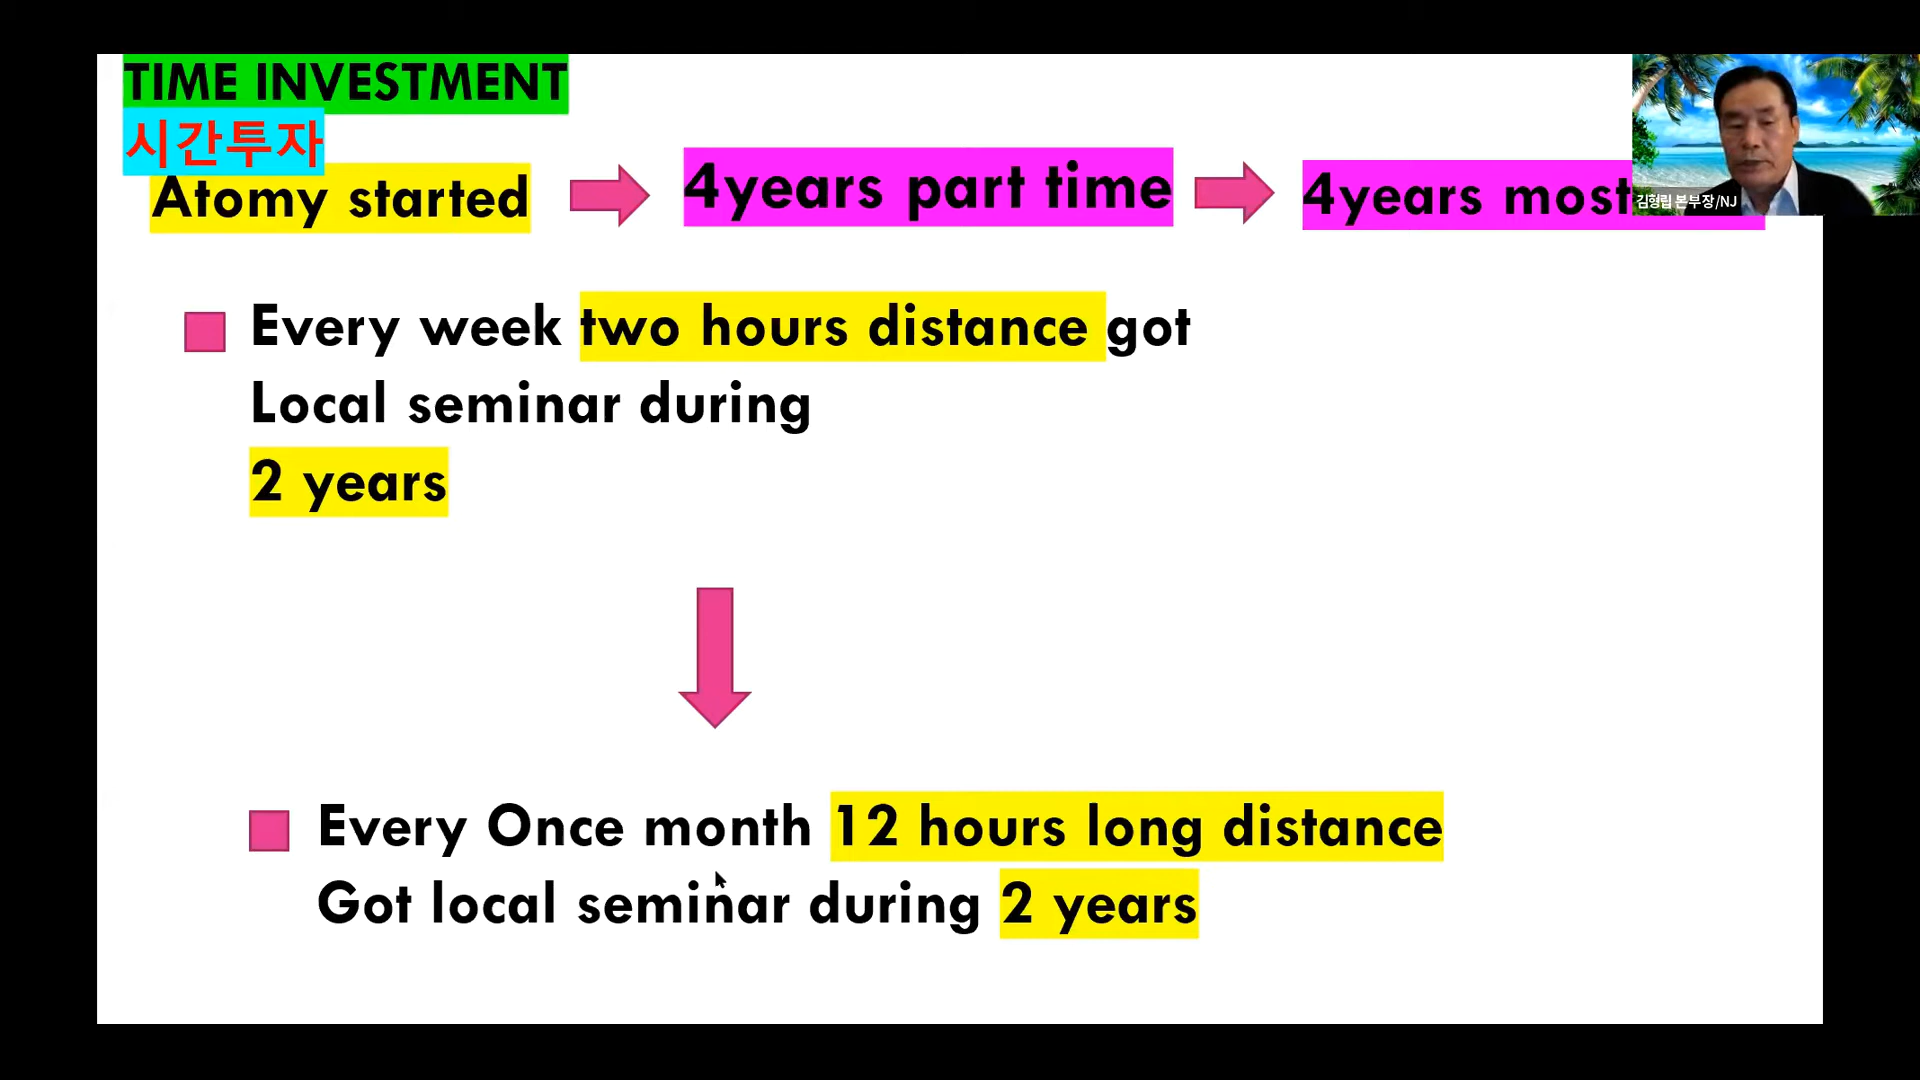 TIME INVESTMENT
시간투자
Atomy started
4years part time
4years most
김형립 본부장/NJ
Every week two hours distance got
Local seminar during
2 years
Every Once month 12 hours long distance
Got local seminar during 2 years